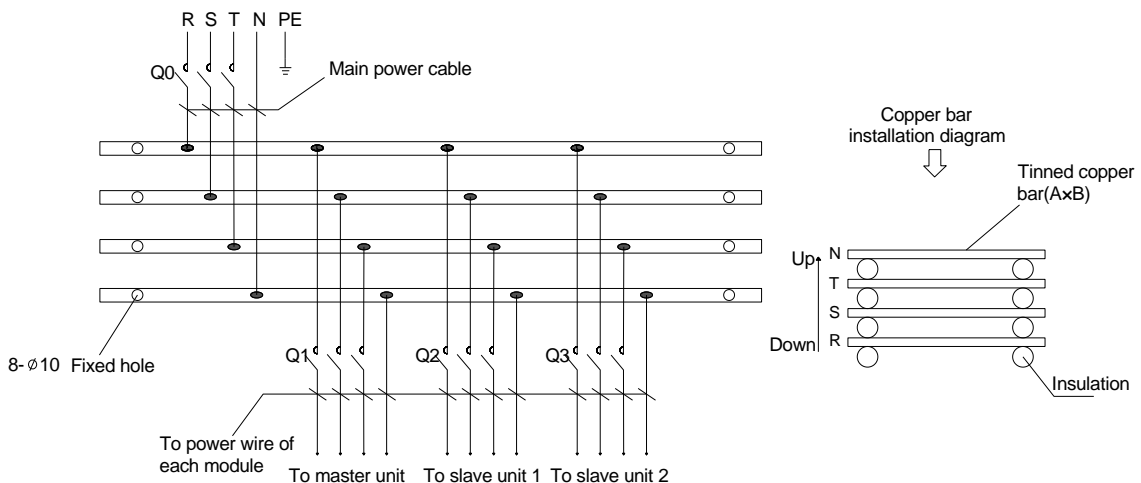 R S T N PE
Q0
Main power cable
Copper bar
installation diagram
Tinned copper
bar(A×B)
Up
N
T
S
R
Down
Q1
Q2
Q3
8-⌀10 Fixed hole
Insulation
To power wire of
each module
To master unit
To slave unit 1
To slave unit 2